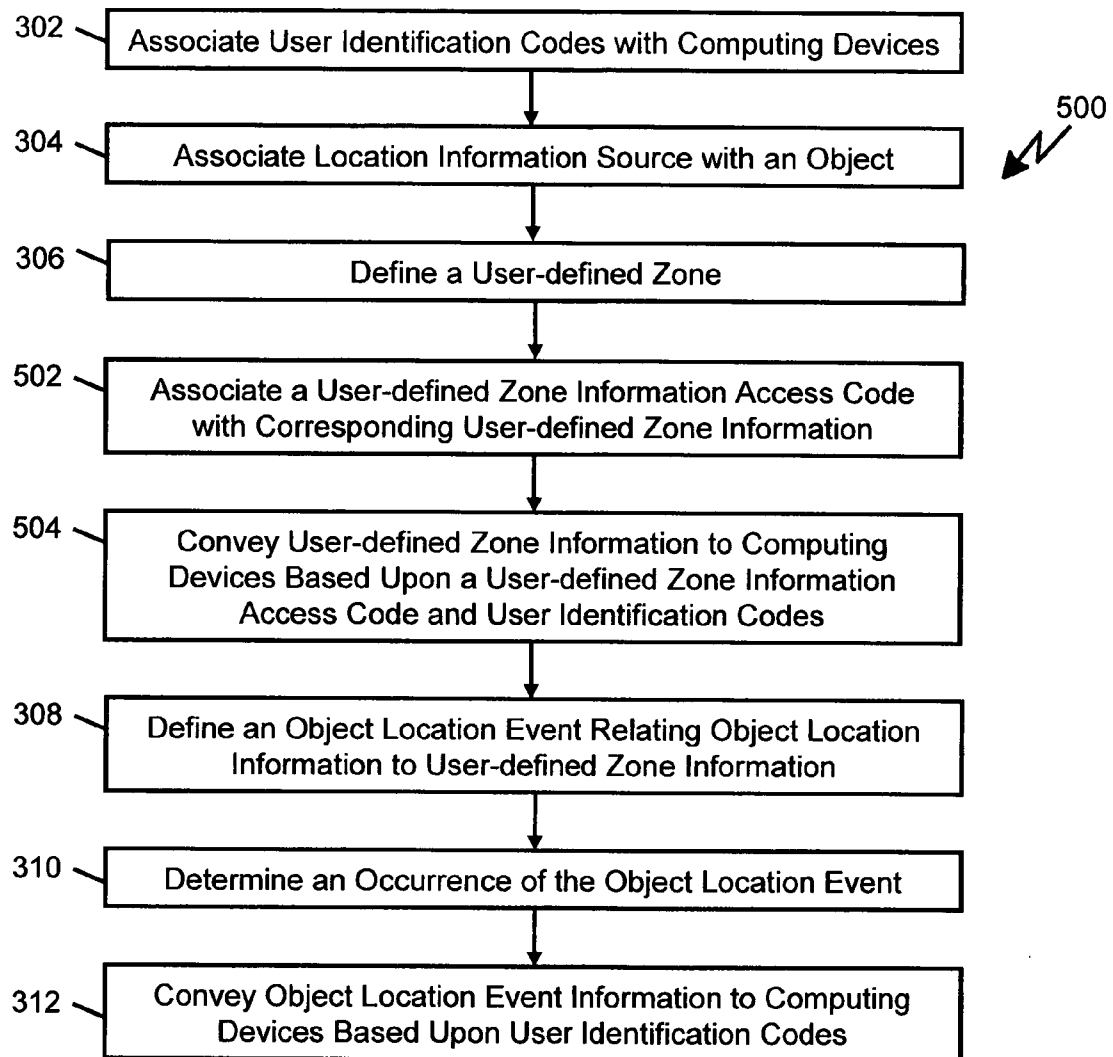 302
Associate User Identification Codes with Computing Devices
500
304
Associate Location Information Source with an Object
306
Define a User-defined Zone
502
Associate a User-defined Zone Information Access Code
with Corresponding User-defined Zone Information
504
Convey User-defined Zone Information to Computing
Devices Based Upon a User-defined Zone Information
Access Code and User Identification Codes
308
Define an Object Location Event Relating Object Location
Information to User-defined Zone Information
310
Determine an Occurrence of the Object Location Event
312
Convey Object Location Event Information to Computing
Devices Based Upon User Identification Codes